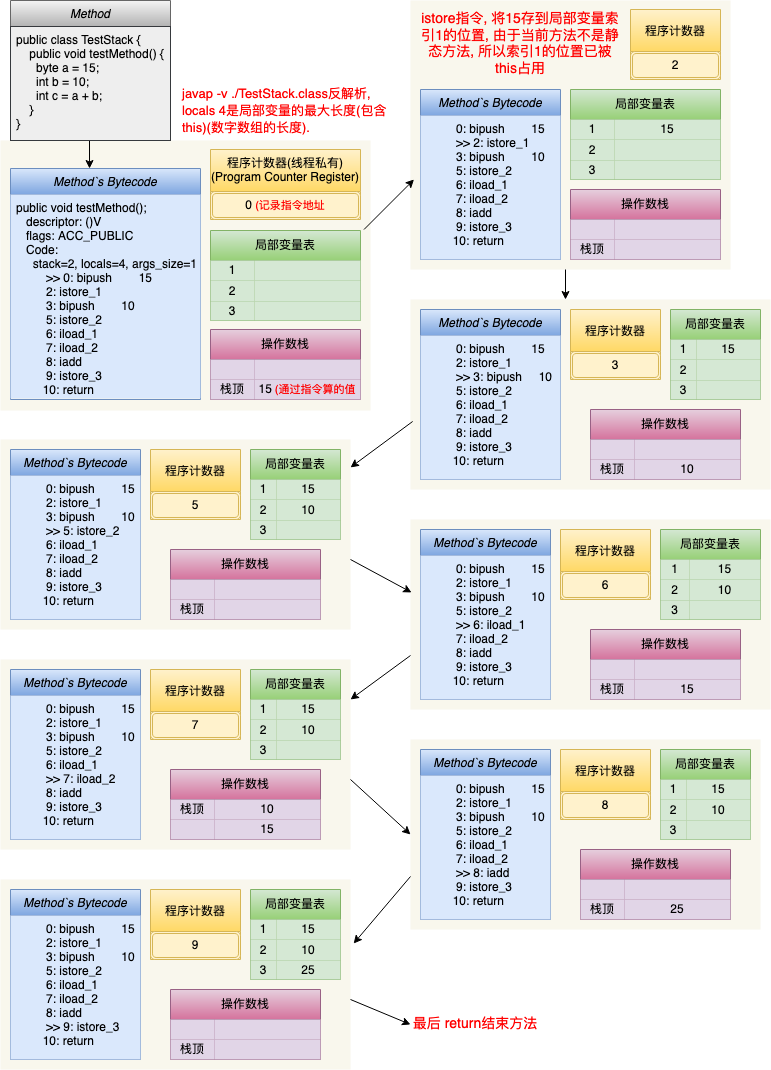 Method
public class TestStack {
public void testMethod() {
byte a = 15;
int b = 10;
int c = a + b;
}
}
javap -v ./TestStack.class反解析,
locals 4是局部变量的最大长度(包含
this)(数字数组的长度).
Method`s Bytecode
public void testMethod();
descriptor: ()V
flags: ACC_PUBLIC
Code:
stack=2, locals=4, args_size=1
>> 0: bipush 15
2: istore_1
3: bipush 10
5: istore_2
6: iload_1
7: iload_2
8: iadd
9: istore_3
10: return
程序计数器(线程私有)
(Program Counter Register)
0 (记录指令地址
局部变量表
1
2
3
操作数栈
栈顶 15 (通过指令算的值
istore指令, 将15存到局部变量索
引1的位置, 由于当前方法不是静
态方法, 所以索引1的位置已被
this占用
程序计数器
2
Method`s Bytecode
0: bipush 15
>> 2: istore_1
3: bipush 10
5: istore_2
6: iload_1
7: iload_2
8: iadd
9: istore_3
10: return
局部变量表
1 15
2
3
操作数栈
栈顶
Method`s Bytecode
0: bipush 15
2: istore_1
>> 3: bipush 10
5: istore_2
6: iload_1
7: iload_2
8: iadd
9: istore_3
10: return
程序计数器
3
局部变量表
1 15
2
3
操作数栈
栈顶 10
Method`s Bytecode
0: bipush 15
2: istore_1
3: bipush 10
>> 5: istore_2
6: iload_1
7: iload_2
8: iadd
9: istore_3
10: return
程序计数器
5
局部变量表
1 15
2 10
3
操作数栈
栈顶
Method`s Bytecode
0: bipush 15
2: istore_1
3: bipush 10
5: istore_2
>> 6: iload_1
7: iload_2
8: iadd
9: istore_3
10: return
程序计数器
6
局部变量表
1 15
2 10
3
操作数栈
栈顶 15
Method`s Bytecode
0: bipush 15
2: istore_1
3: bipush 10
5: istore_2
6: iload_1
>> 7: iload_2
8: iadd
9: istore_3
10: return
程序计数器
7
局部变量表
1 15
2 10
3
操作数栈
栈顶 10
15
Method`s Bytecode
0: bipush 15
2: istore_1
3: bipush 10
5: istore_2
6: iload_1
7: iload_2
>> 8: iadd
9: istore_3
10: return
程序计数器
8
局部变量表
1 15
2 10
3
操作数栈
栈顶 25
Method`s Bytecode
0: bipush 15
2: istore_1
3: bipush 10
5: istore_2
6: iload_1
7: iload_2
8: iadd
>> 9: istore_3
10: return
程序计数器
9
局部变量表
1 15
2 10
3 25
操作数栈
栈顶
最后 return结束方法